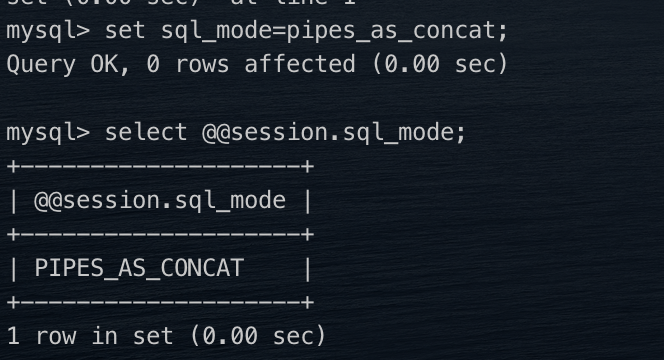 set (0.00 sec) at line 1
mysql> set sql_mode=pipes_as_concat;
Query OK, 0 rows affected (0.00 sec)
mysql> select @@session.sql_mode;
+--------------------+
| @@session.sql_mode |
+--------------------+
| PIPES_AS_CONCAT    |
+--------------------+
1 row in set (0.00 sec)